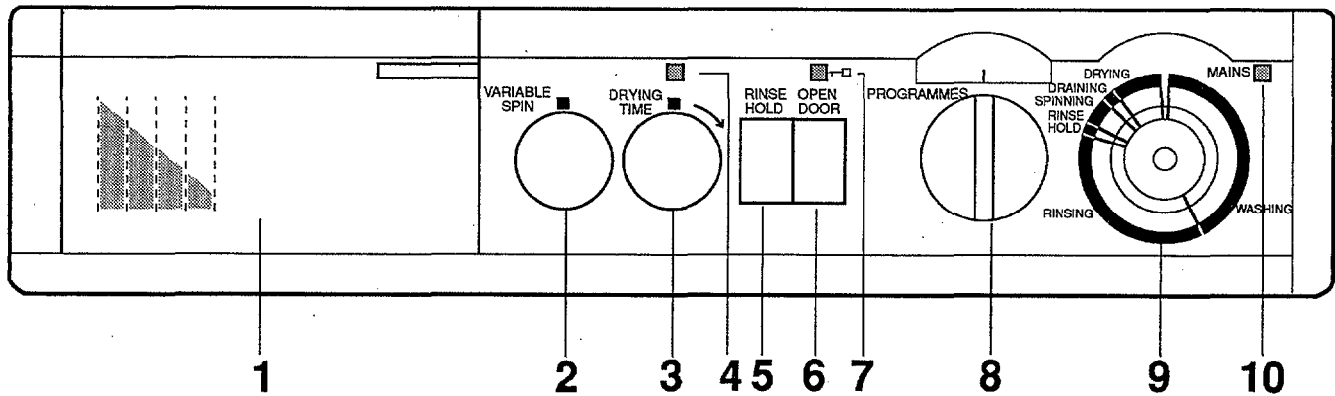 VARIABLE
SPIN
DRYING
TIME
RINSE
HOLD
OPEN
DOOR
PROGRAMMES
DRYING
DRAINING
SPINNING
RINSE
HOLD
RINSING
WASHING
MAINS
1 2 3 4 5 6 7 8 9 10